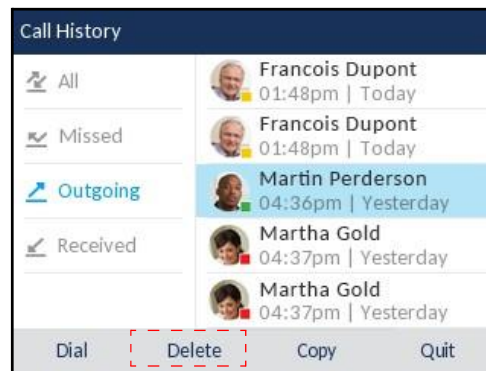 Call History
All
Missed
Outgoing
Received
Francois Dupont
01:48pm | Today
Francois Dupont
01:48pm | Today
Martin Perderson
04:36pm | Yesterday
Martha Gold
04:37pm | Yesterday
Martha Gold
04:37pm | Yesterday
Dial Delete Copy Quit